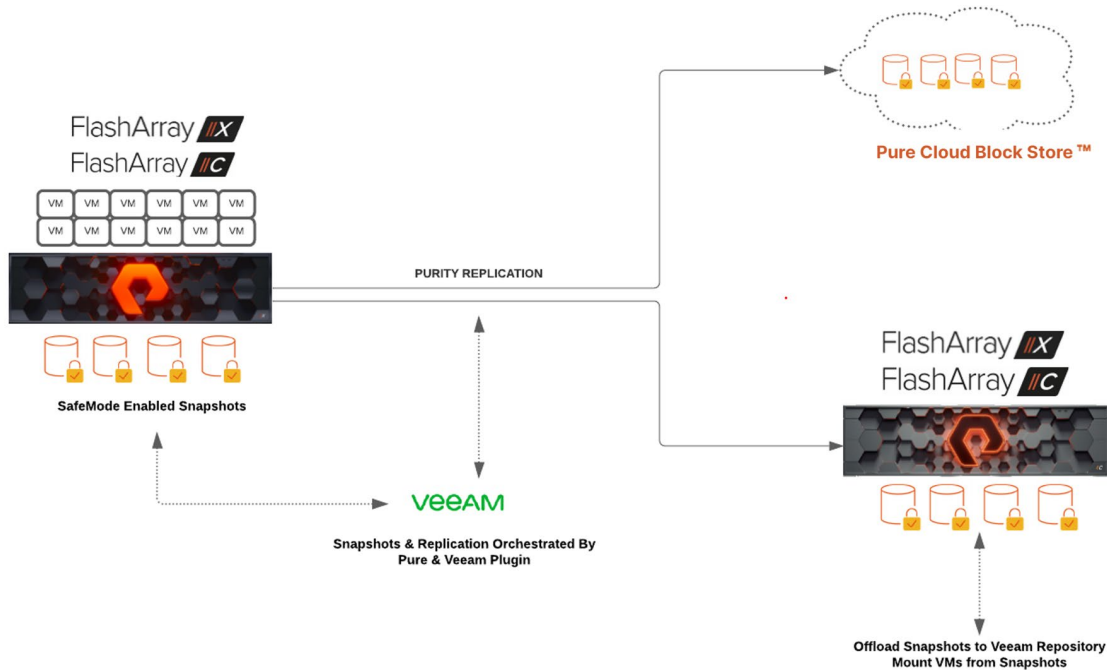 FlashArray //X
FlashArray //C
VM VM VM VM VM VM
VM VM VM VM VM VM
SafeMode Enabled Snapshots
PURITY REPLICATION
veeAM
Snapshots & Replication Orchestrated By
Pure & Veeam Plugin
Pure Cloud Block Store ™
FlashArray //X
FlashArray //C
Offload Snapshots to Veeam Repository
Mount VMs from Snapshots